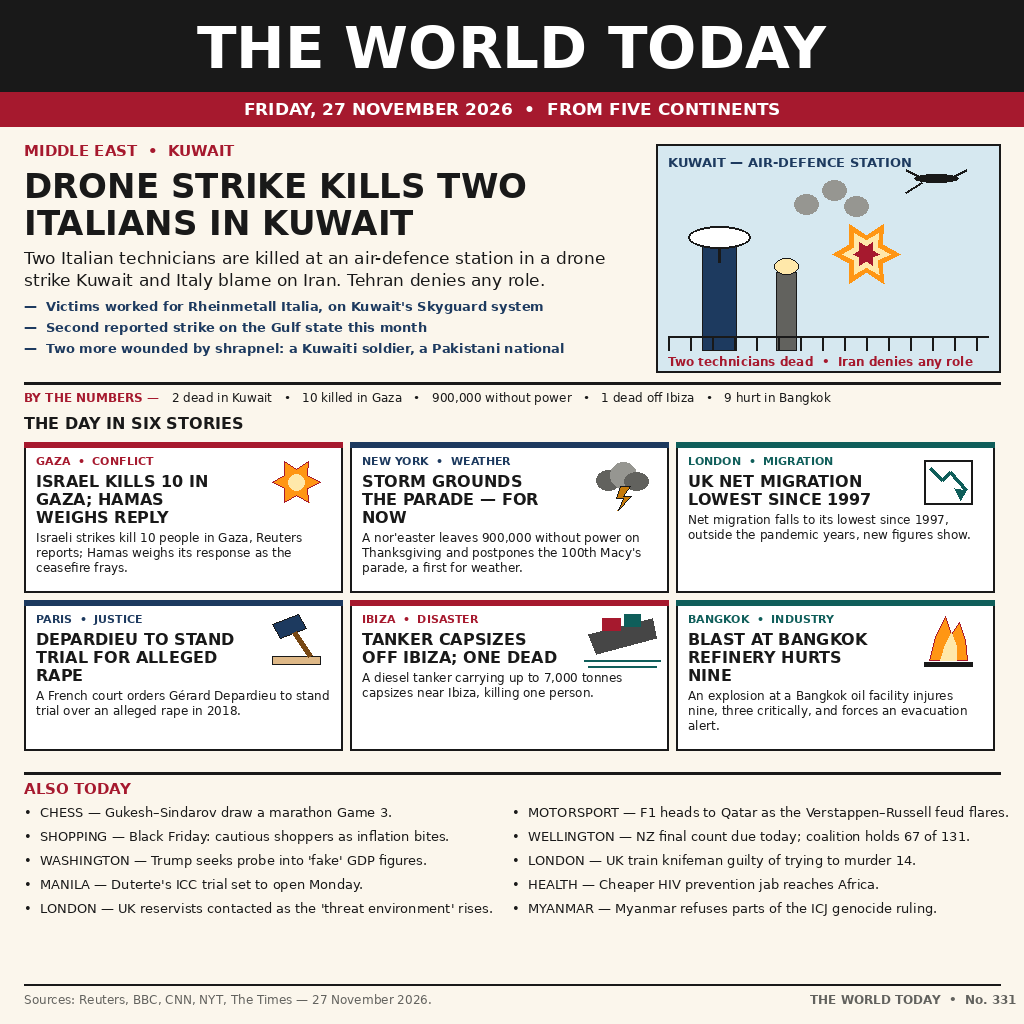 THE WORLD TODAY
FRIDAY, 27 NOVEMBER 2026 • FROM FIVE CONTINENTS
MIDDLE EAST • KUWAIT
DRONE STRIKE KILLS TWO
ITALIANS IN KUWAIT
Two Italian technicians are killed at an air-defence station in a drone
strike Kuwait and Italy blame on Iran. Tehran denies any role.
— Victims worked for Rheinmetall Italia, on Kuwait's Skyguard system
— Second reported strike on the Gulf state this month
— Two more wounded by shrapnel: a Kuwaiti soldier, a Pakistani national
KUWAIT — AIR-DEFENCE STATION
Two technicians dead • Iran denies any role
BY THE NUMBERS — 2 dead in Kuwait • 10 killed in Gaza • 900,000 without power • 1 dead off Ibiza • 9 hurt in Bangkok
THE DAY IN SIX STORIES
GAZA • CONFLICT
ISRAEL KILLS 10 IN
GAZA; HAMAS
WEIGHS REPLY
Israeli strikes kill 10 people in Gaza, Reuters
reports; Hamas weighs its response as the
ceasefire frays.
NEW YORK • WEATHER
STORM GROUNDS
THE PARADE — FOR
NOW
A nor'easter leaves 900,000 without power on
Thanksgiving and postpones the 100th Macy's
parade, a first for weather.
LONDON • MIGRATION
UK NET MIGRATION
LOWEST SINCE 1997
Net migration falls to its lowest since 1997,
outside the pandemic years, new figures show.
PARIS • JUSTICE
DEPARDIEU TO STAND
TRIAL FOR ALLEGED
RAPE
A French court orders Gérard Depardieu to stand
trial over an alleged rape in 2018.
IBIZA • DISASTER
TANKER CAPSIZES
OFF IBIZA; ONE DEAD
A diesel tanker carrying up to 7,000 tonnes
capsizes near Ibiza, killing one person.
BANGKOK • INDUSTRY
BLAST AT BANGKOK
REFINERY HURTS
NINE
An explosion at a Bangkok oil facility injures
nine, three critically, and forces an evacuation
alert.
ALSO TODAY
• CHESS — Gukesh–Sindarov draw a marathon Game 3.
• SHOPPING — Black Friday: cautious shoppers as inflation bites.
• WASHINGTON — Trump seeks probe into 'fake' GDP figures.
• MANILA — Duterte's ICC trial set to open Monday.
• LONDON — UK reservists contacted as the 'threat environment' rises.
• MOTORSPORT — F1 heads to Qatar as the Verstappen–Russell feud flares.
• WELLINGTON — NZ final count due today; coalition holds 67 of 131.
• LONDON — UK train knifeman guilty of trying to murder 14.
• HEALTH — Cheaper HIV prevention jab reaches Africa.
• MYANMAR — Myanmar refuses parts of the ICJ genocide ruling.
Sources: Reuters, BBC, CNN, NYT, The Times — 27 November 2026.
THE WORLD TODAY • No. 331